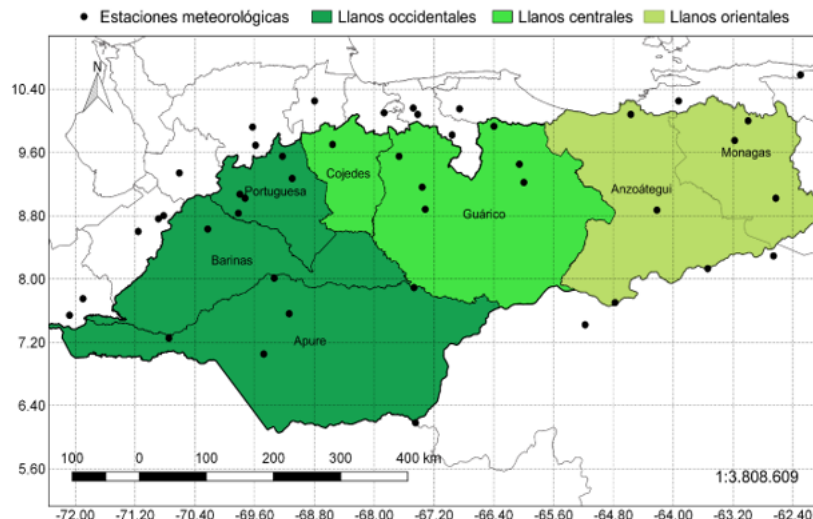 Estaciones meteorológicas Llanos occidentales Llanos centrales Llanos orientales
N
10.40
9.60
8.80
8.00
7.20
6.40
5.60
Cojedes
Portuguesa
Barinas
Apure
Guárico
Anzoátegui
Monagas
100 0 100 200 300 400 km
1:3.808.609
-72.00 -71.20 -70.40 -69.60 -68.80 -68.00 -67.20 -66.40 -65.60 -64.80 -64.00 -63.20 -62.40